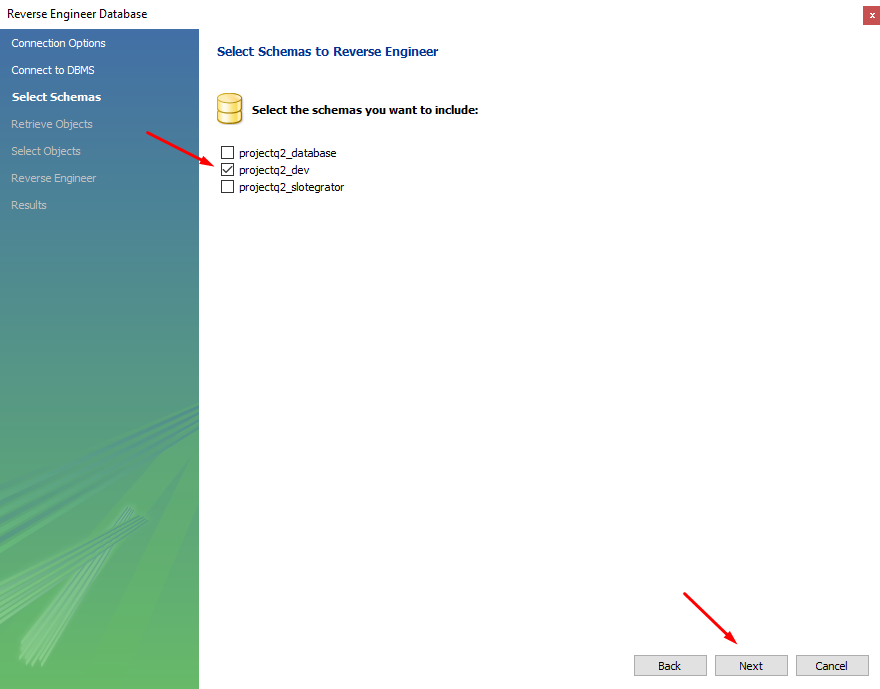 Reverse Engineer Database
x
Connection Options
Connect to DBMS
Select Schemas
Retrieve Objects
Select Objects
Reverse Engineer
Results
Select Schemas to Reverse Engineer
Select the schemas you want to include:
projectq2_database
projectq2_dev
projectq2_slotegrator
Back
Next
Cancel